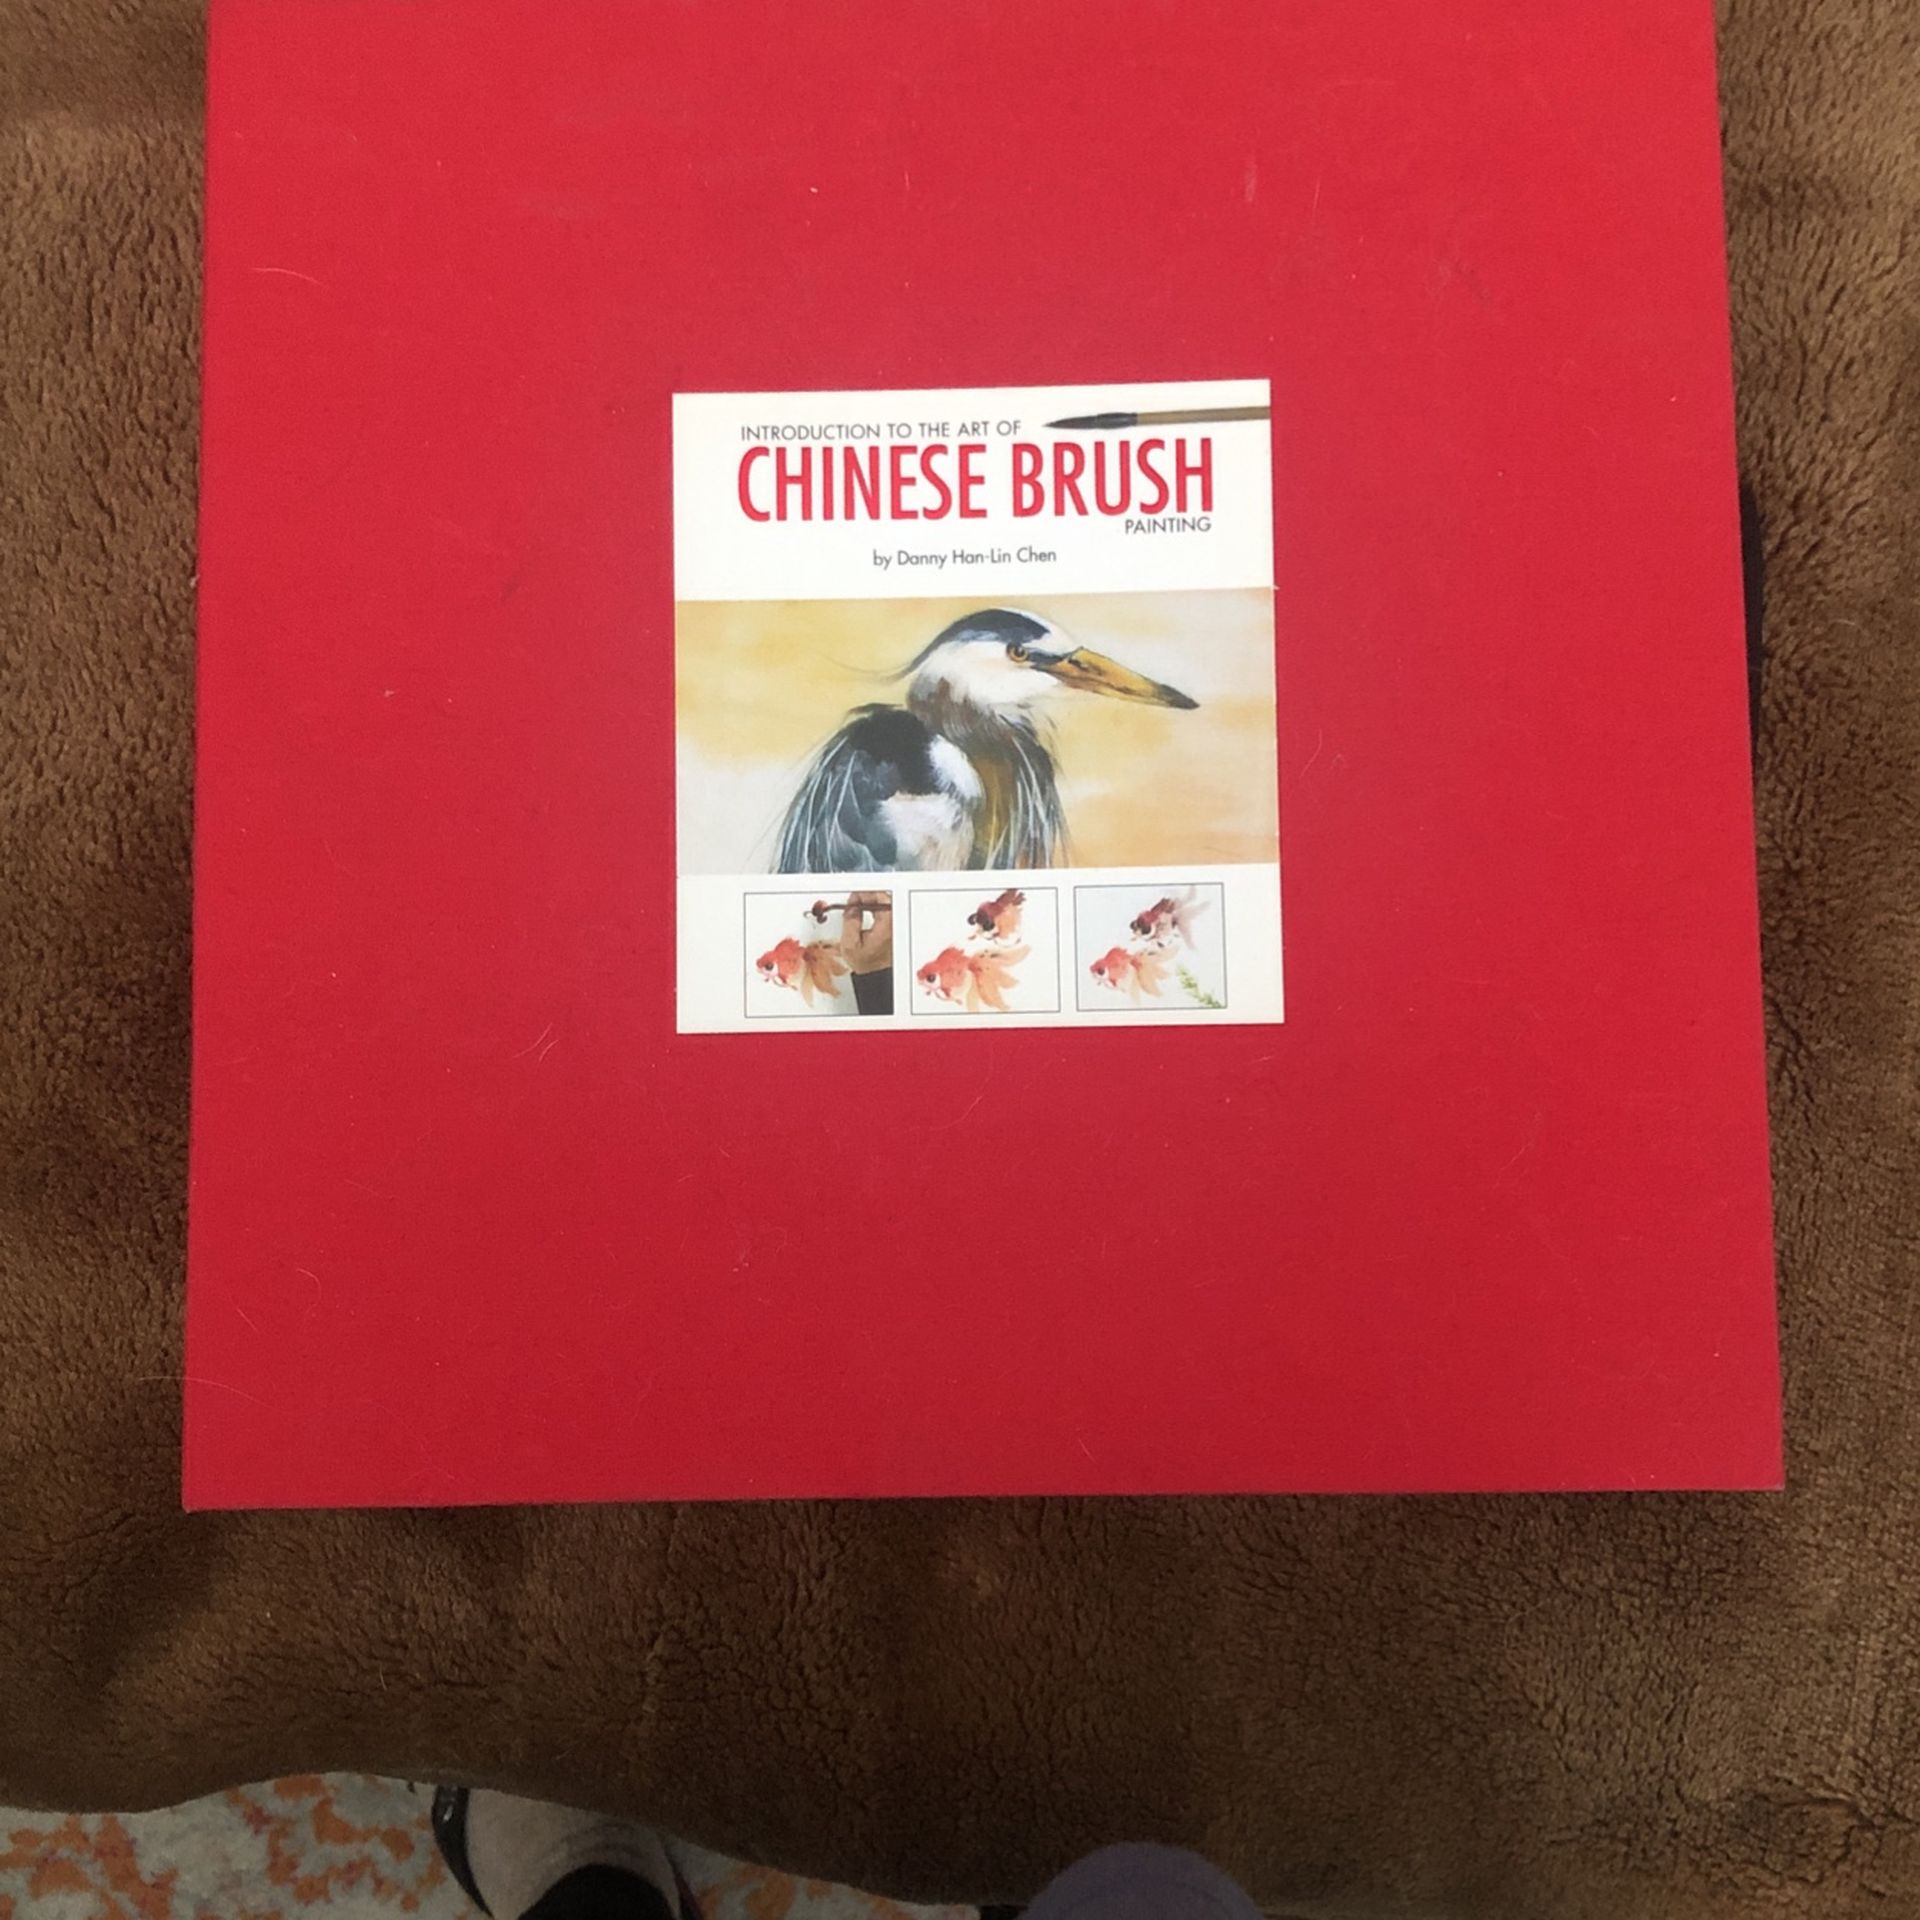 INTRODUCTION TO THE ART OF
CHINESE BRUSH
PAINTING
by Danny Han-Lin Chen